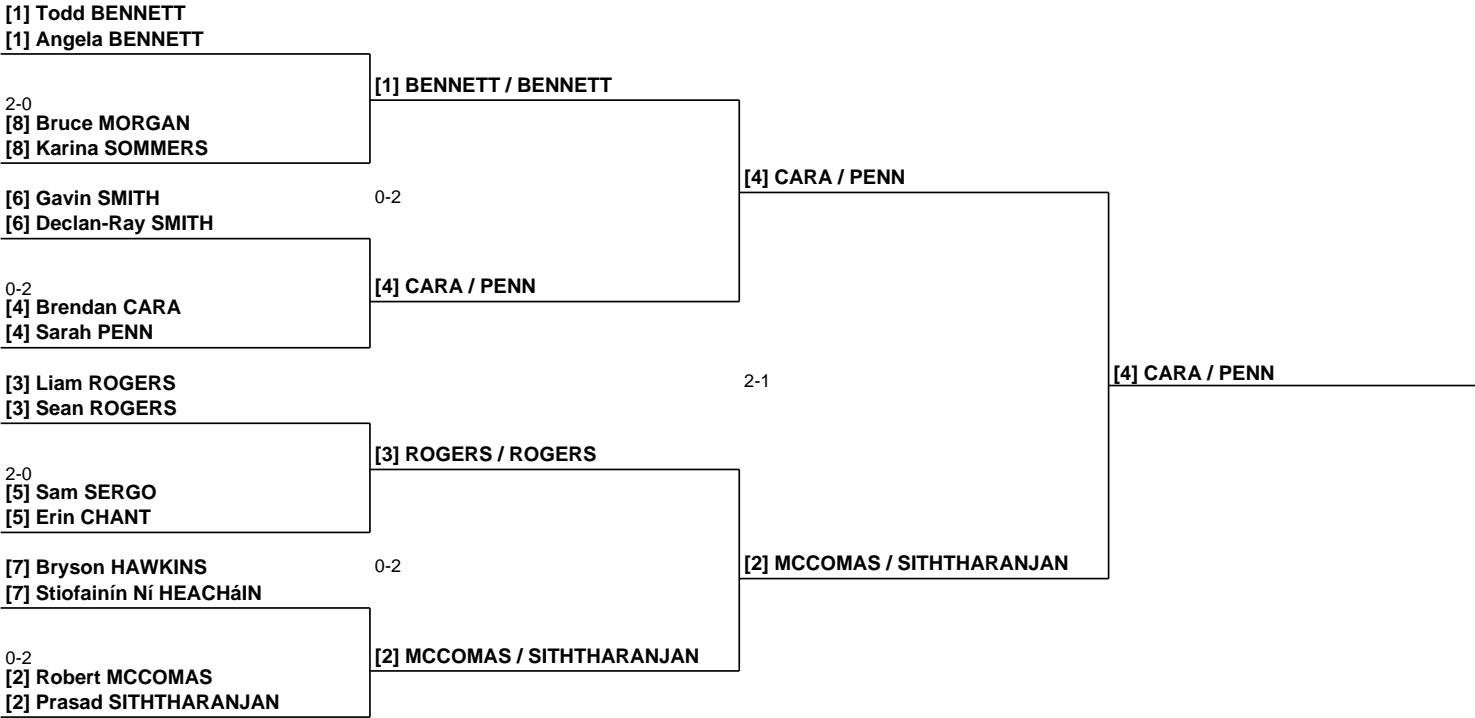 [1] Todd BENNETT
[1] Angela BENNETT
[1] BENNETT / BENNETT
2-0
[8] Bruce MORGAN
[8] Karina SOMMERS
[4] CARA / PENN
[6] Gavin SMITH
0-2
[6] Declan-Ray SMITH
[4] CARA / PENN
0-2
[4] Brendan CARA
[4] Sarah PENN
[4] CARA / PENN
[3] Liam ROGERS
2-1
[3] Sean ROGERS
[3] ROGERS / ROGERS
2-0
[5] Sam SERGO
[5] Erin CHANT
[2] MCCOMAS / SITHTHARANJAN
[7] Bryson HAWKINS
0-2
[7] Stiofainín Ní HEACHáIN
[2] MCCOMAS / SITHTHARANJAN
0-2
[2] Robert MCCOMAS
[2] Prasad SITHTHARANJAN